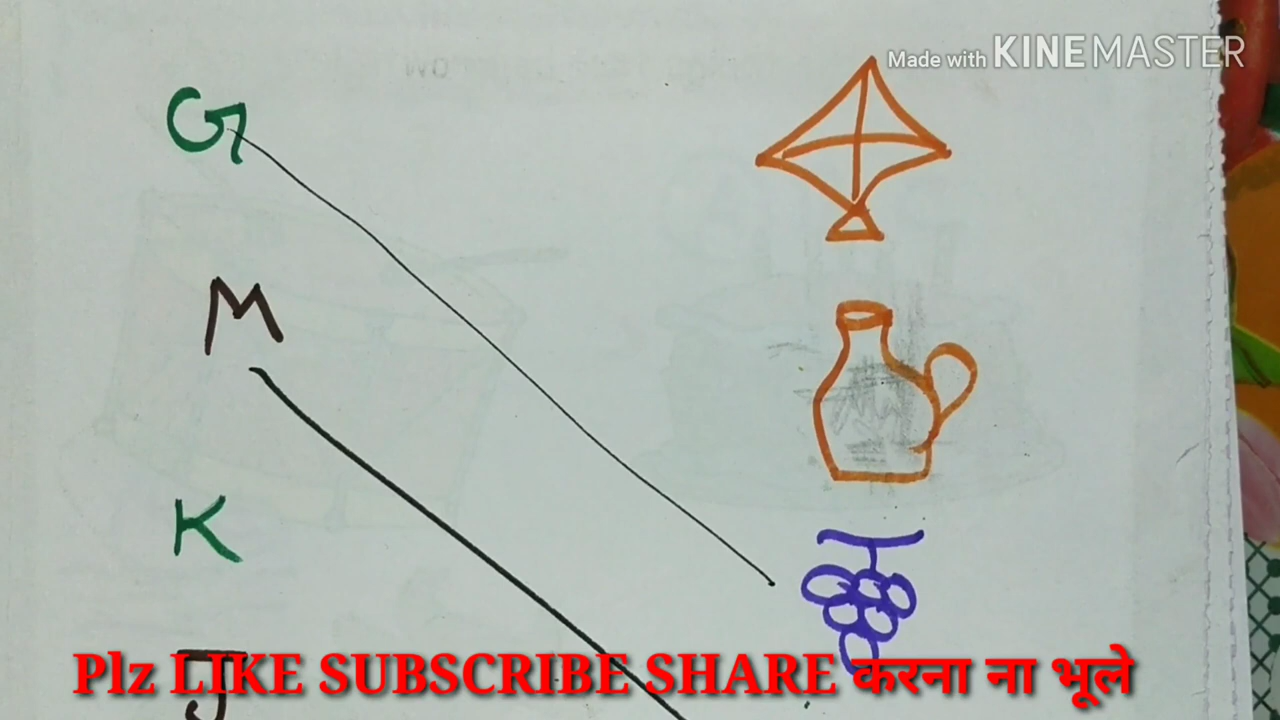 Made with KINEMASTER
G
M
K
J
Plz LIKE SUBSCRIBE SHARE करना ना भूले